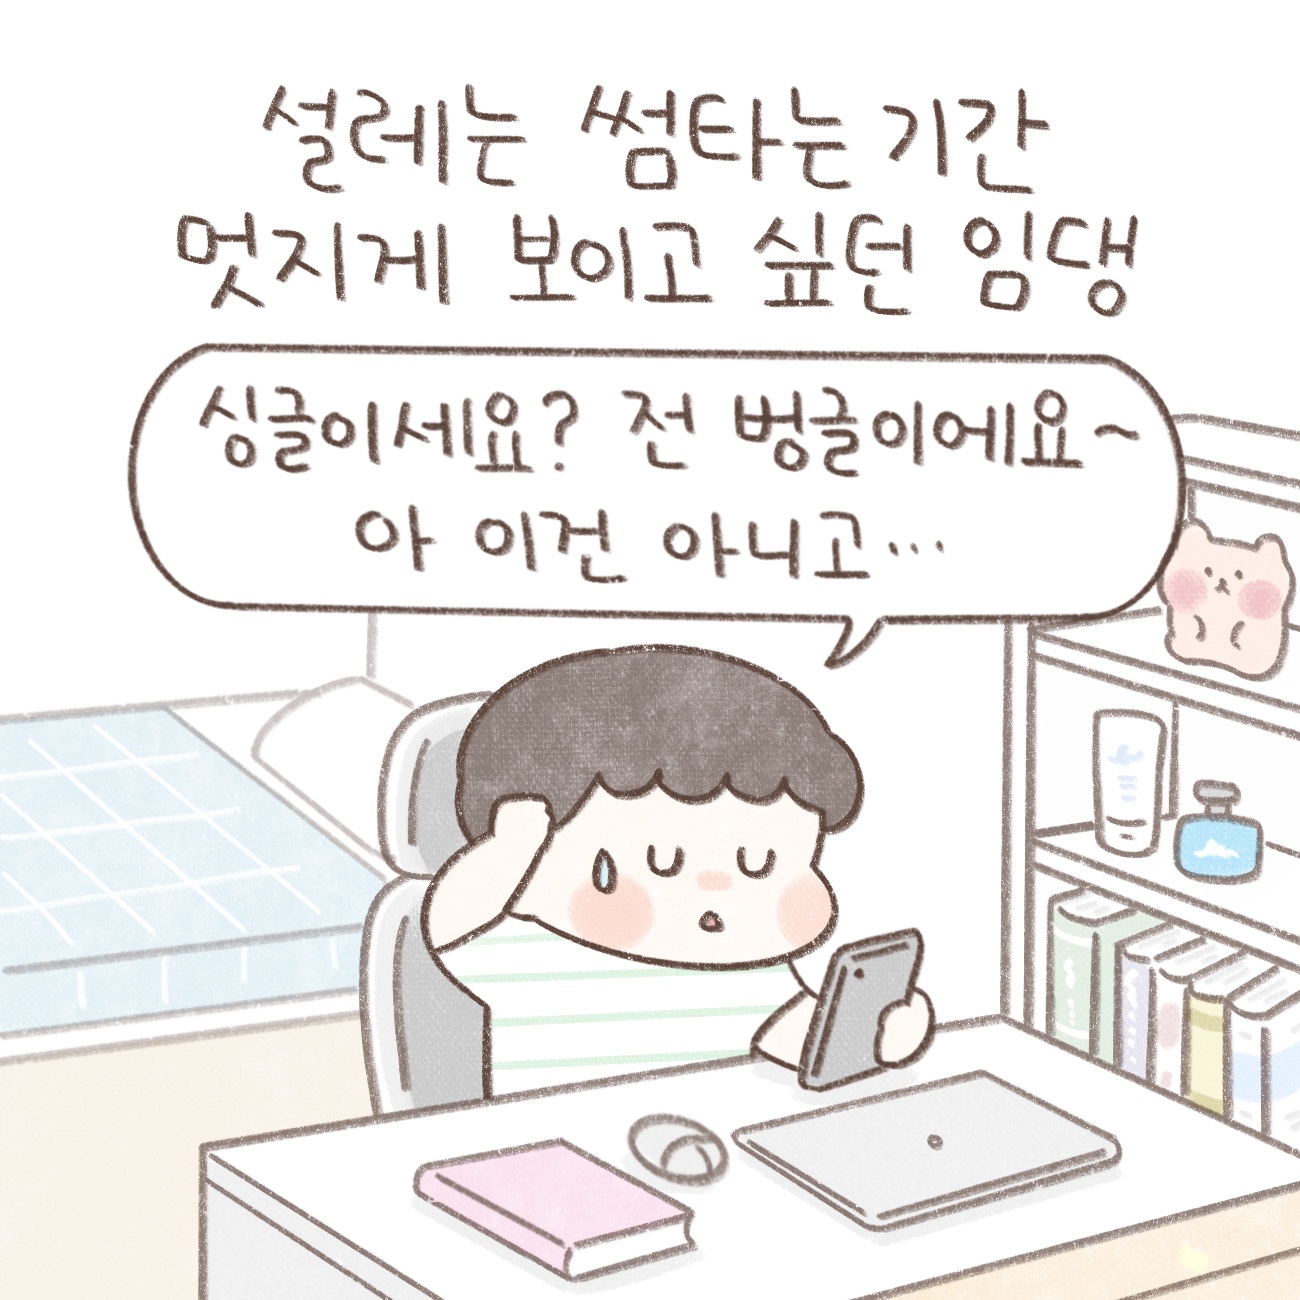 설레는 썸타는 기간
멋지게 보이고 싶던 임댕
싱글이세요? 전 벙글이에요~
아 이건 아니고...